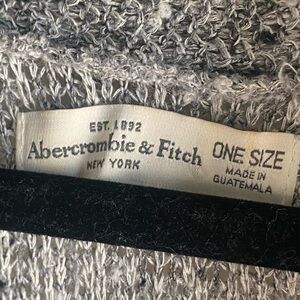 EST. 1892
Abercrombie & Fitch
NEW YORK
ONE SIZE
MADE IN
GUATEMALA